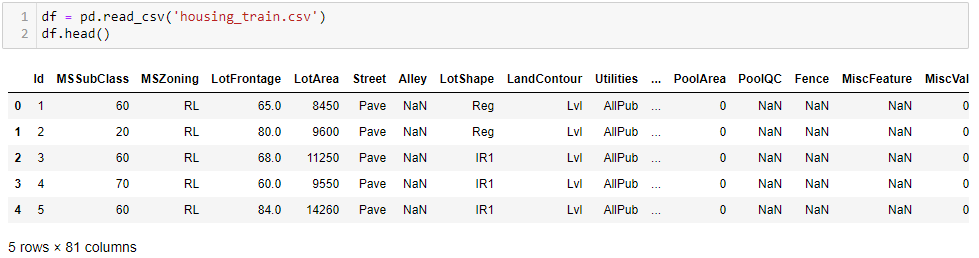 1 df = pd.read_csv('housing_train.csv')
2 df.head()
Id MSSubClass MSZoning LotFrontage LotArea Street Alley LotShape LandContour Utilities ... PoolArea PoolQC Fence MiscFeature MiscVal
0 1 60 RL 65.0 8450 Pave NaN Reg Lvl AllPub ... 0 NaN NaN NaN 0
1 2 20 RL 80.0 9600 Pave NaN Reg Lvl AllPub ... 0 NaN NaN NaN 0
2 3 60 RL 68.0 11250 Pave NaN IR1 Lvl AllPub ... 0 NaN NaN NaN 0
3 4 70 RL 60.0 9550 Pave NaN IR1 Lvl AllPub ... 0 NaN NaN NaN 0
4 5 60 RL 84.0 14260 Pave NaN IR1 Lvl AllPub ... 0 NaN NaN NaN 0
5 rows × 81 columns